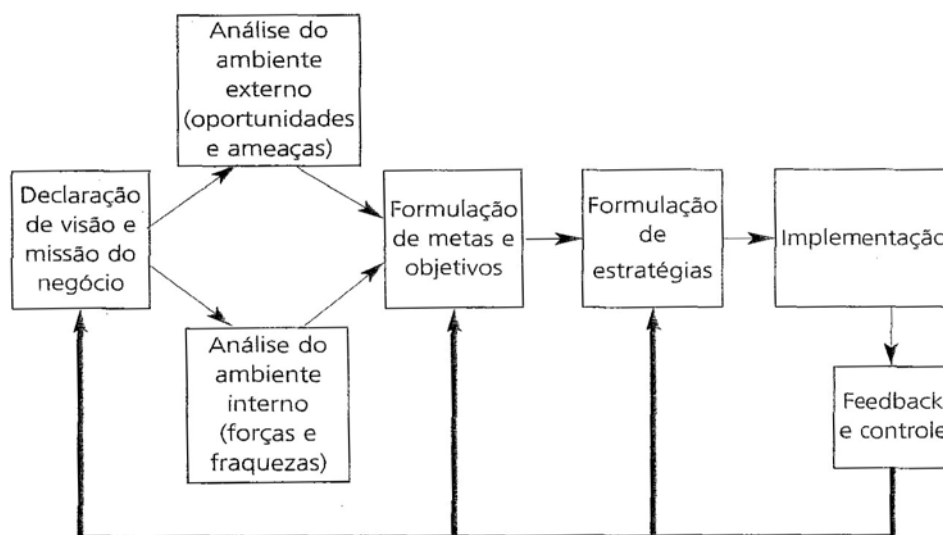 Análise do
ambiente
externo
(oportunidades
e ameaças)
Declaração
de visão e
missão do
negócio
Análise do
ambiente
interno
(forças e
fraquezas)
Formulação
de metas e
objetivos
Formulação
de
estratégias
Implementação
Feedback
e controle